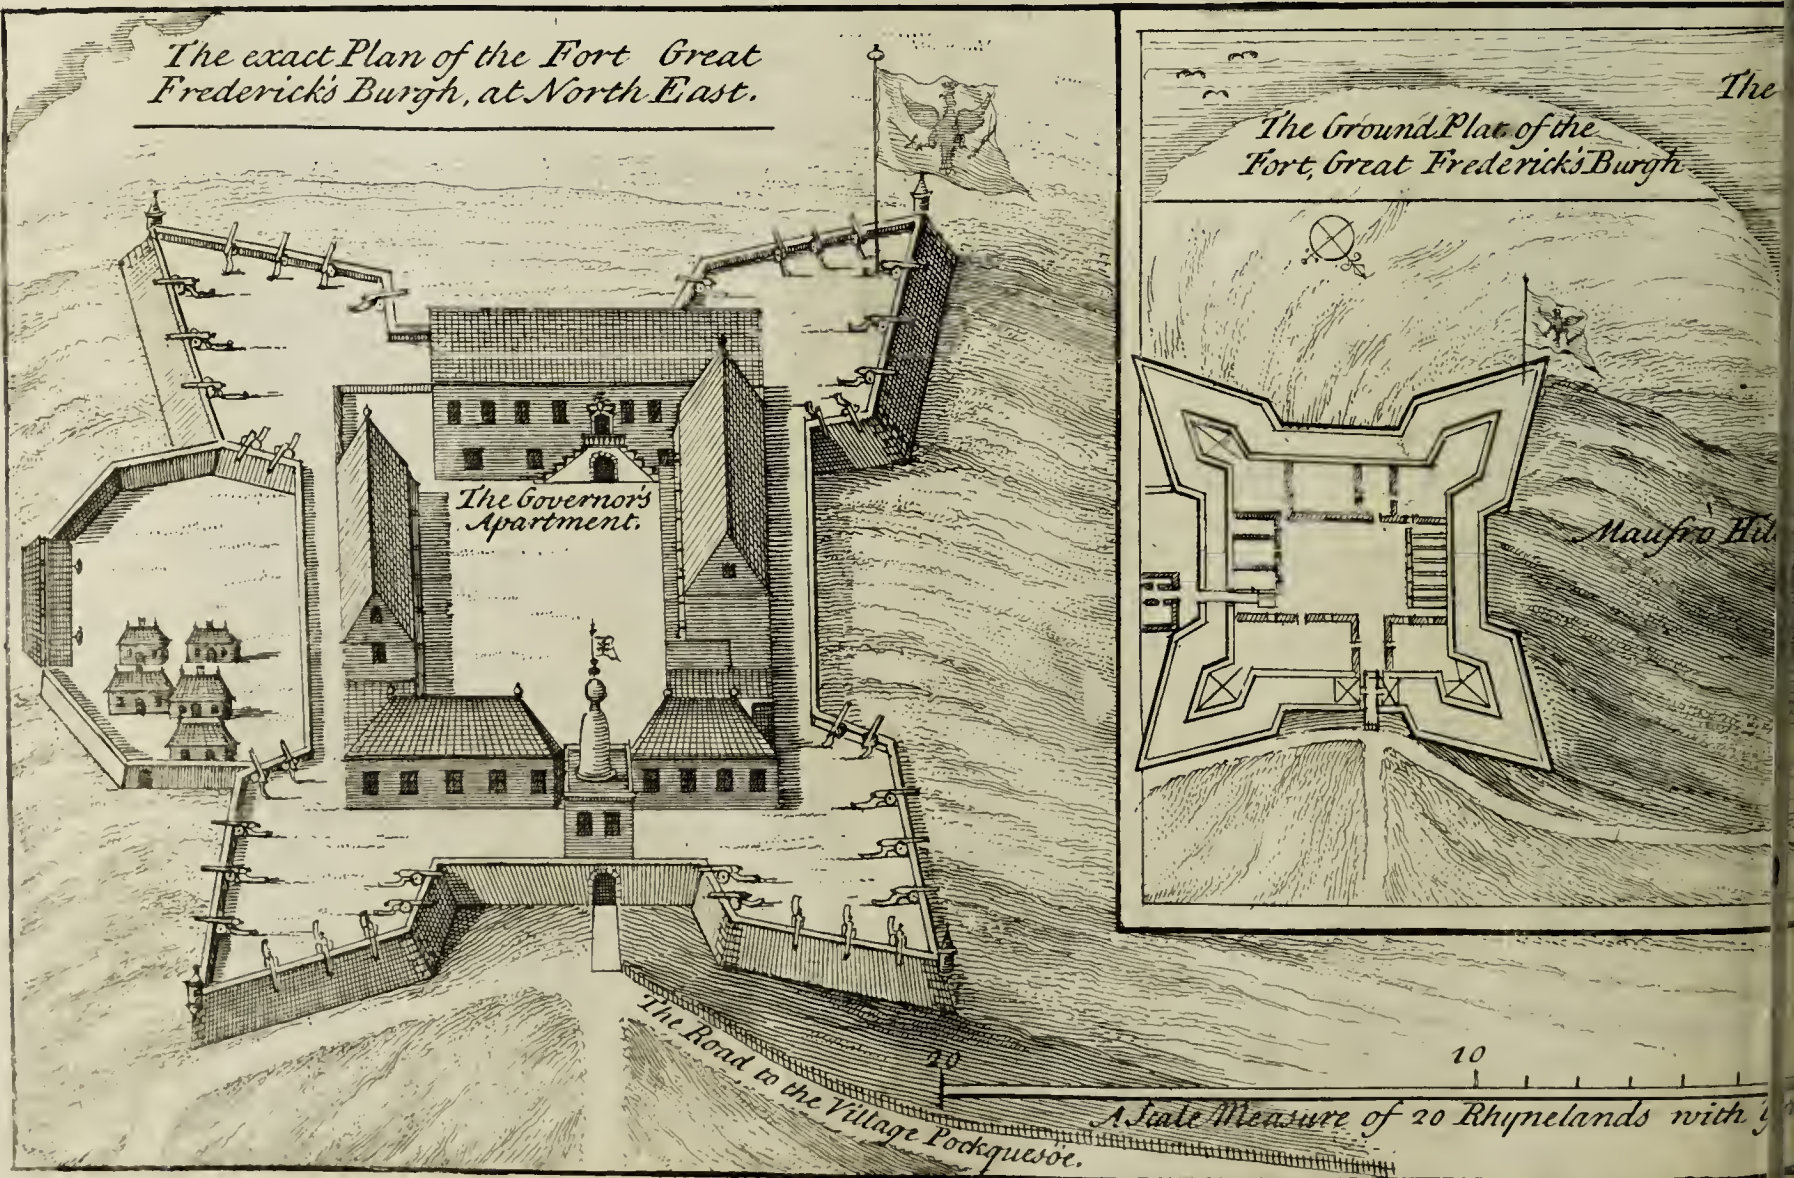 The exact Plan of the Fort Great
Frederick's Burgh, at North East.
The Governor's
Apartment.
The Road to the Village Pockquesoe.
The
The Ground Plat of the
Fort, Great Frederick's Burgh
Maufro Hil
20
10
A Scale Measure of 20 Rhynelands with